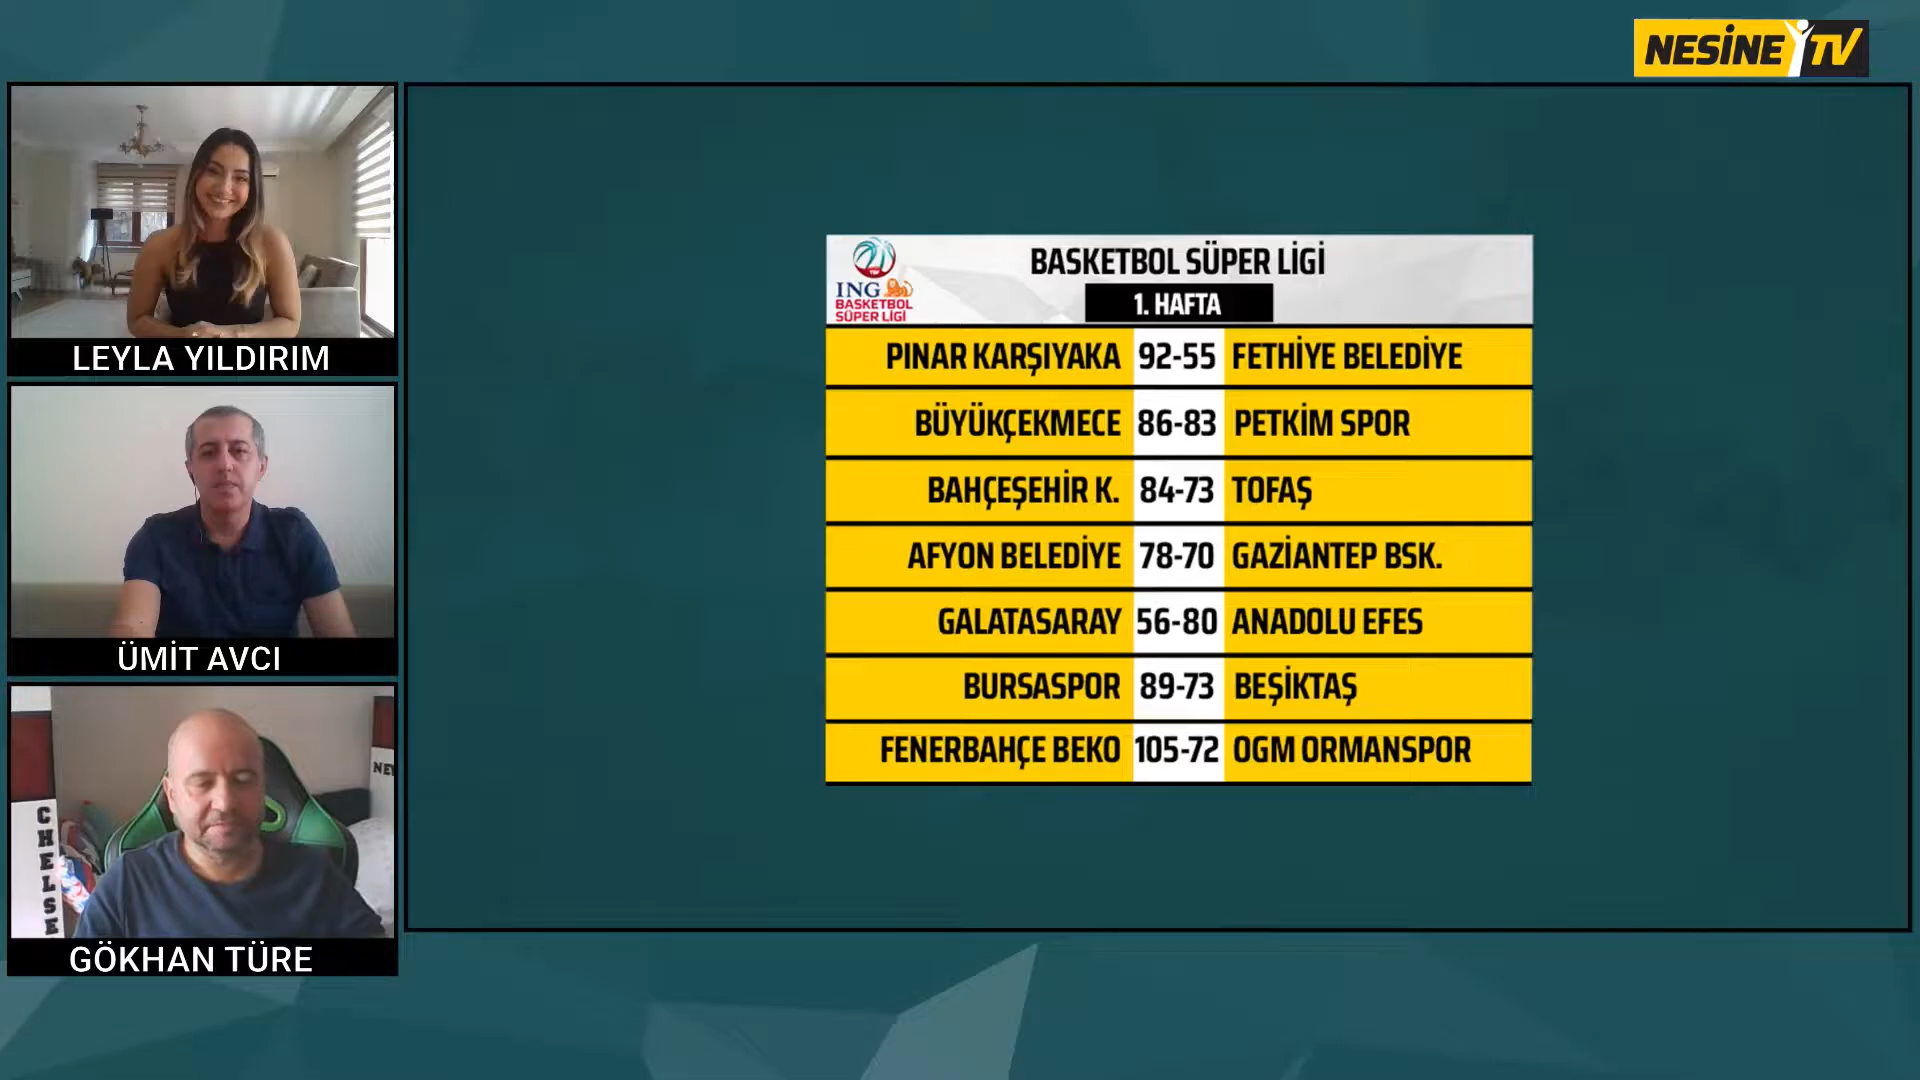 NESİNE TV
LEYLA YILDIRIM
ÜMİT AVCI
CHELSE
NEW
GÖKHAN TÜRE
ING
BASKETBOL
SÜPER LİGİ
BASKETBOL SÜPER LİGİ
1. HAFTA
PINAR KARŞIYAKA 92-55 FETHİYE BELEDİYE
BÜYÜKÇEKMECE 86-83 PETKİM SPOR
BAHÇEŞEHİR K. 84-73 TOFAŞ
AFYON BELEDİYE 78-70 GAZİANTEP BSK.
GALATASARAY 56-80 ANADOLU EFES
BURSASPOR 89-73 BEŞİKTAŞ
FENERBAHÇE BEKO 105-72 OGM ORMANSPOR